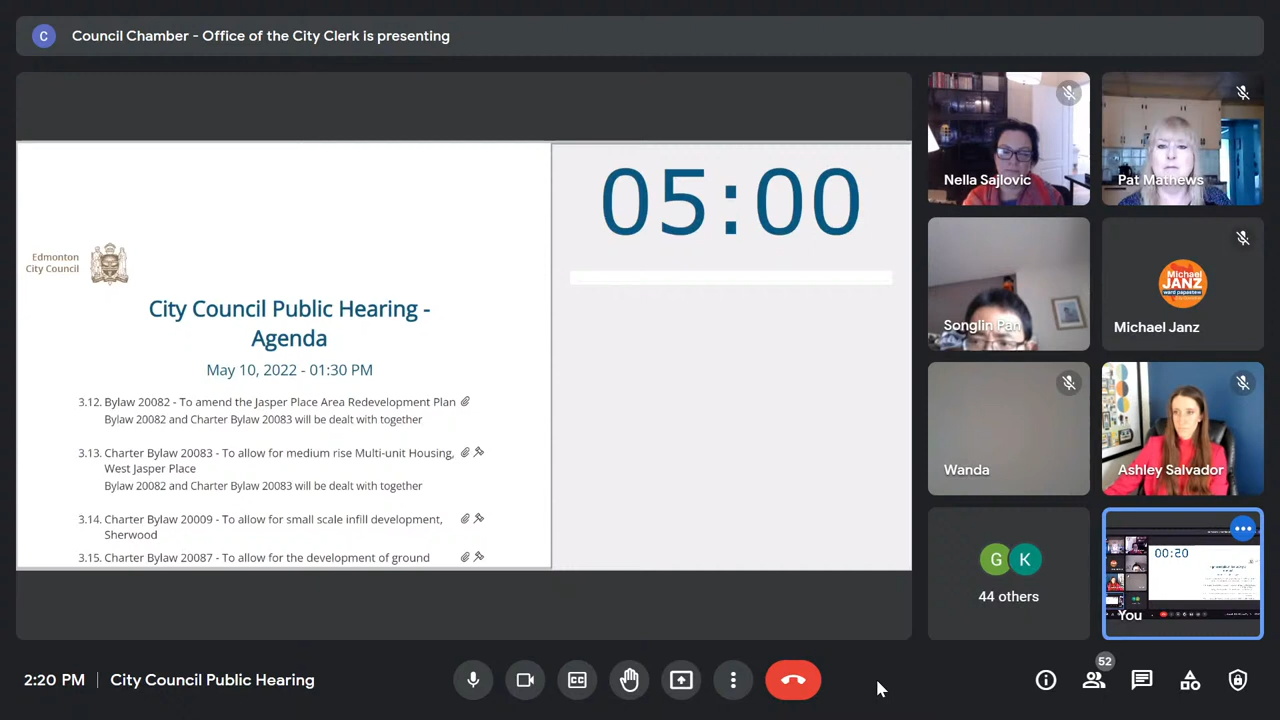 C
Council Chamber - Office of the City Clerk is presenting
Edmonton
City Council
City Council Public Hearing -
Agenda
May 10, 2022 - 01:30 PM
3.12. Bylaw 20082 - To amend the Jasper Place Area Redevelopment Plan
Bylaw 20082 and Charter Bylaw 20083 will be dealt with together
3.13. Charter Bylaw 20083 - To allow for medium rise Multi-unit Housing,
West Jasper Place
Bylaw 20082 and Charter Bylaw 20083 will be dealt with together
3.14. Charter Bylaw 20009 - To allow for small scale infill development,
Sherwood
3.15. Charter Bylaw 20087 - To allow for the development of ground
05:00
Nella Sajlovic
Pat Mathews
Songlin Pan
Michael
JANZ
ward papastew
Michael Janz
Wanda
Ashley Salvador
G K
44 others
05:00
You
2:20 PM | City Council Public Hearing
CC
52